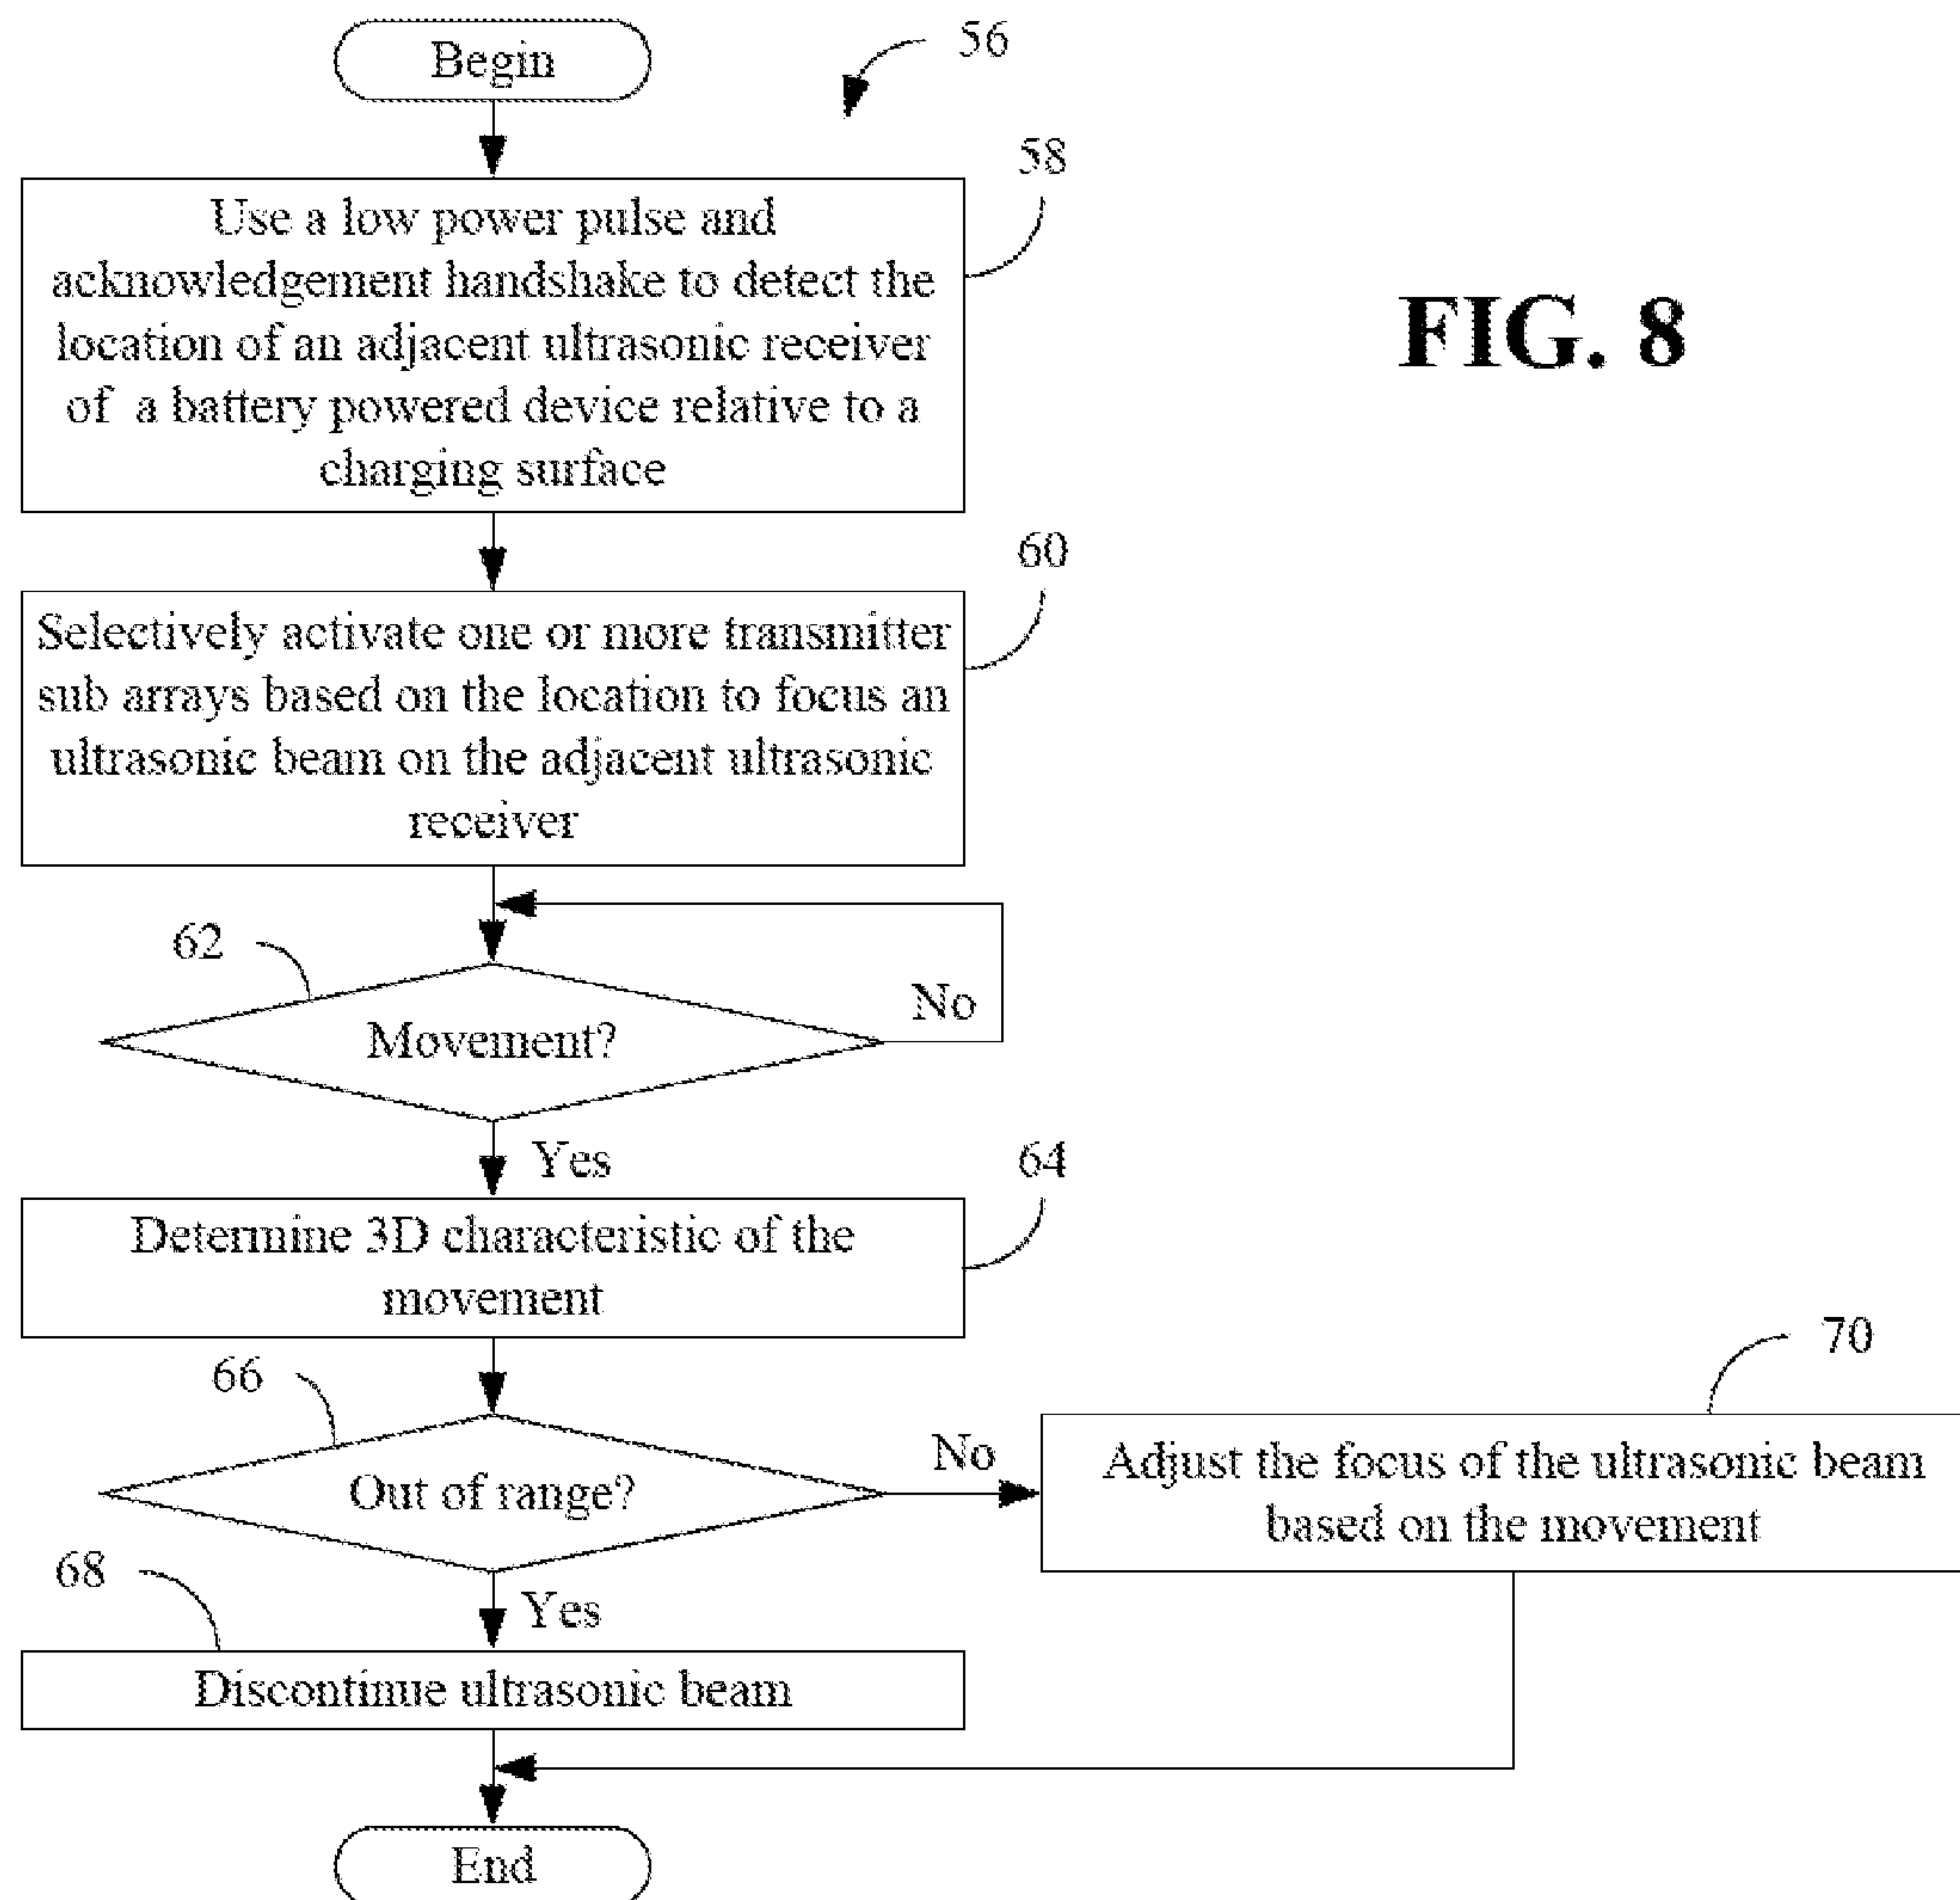 Begin
56
58
Use a low power pulse and
acknowledgement handshake to detect the
location of an adjacent ultrasonic receiver
of a battery powered device relative to a
charging surface
FIG. 8
60
Selectively activate one or more transmitter
sub arrays based on the location to focus an
ultrasonic beam on the adjacent ultrasonic
receiver
62
No
Movement?
Yes
64
Determine 3D characteristic of the
movement
66
70
Out of range?
No
Adjust the focus of the ultrasonic beam
based on the movement
68
Yes
Discontinue ultrasonic beam
End